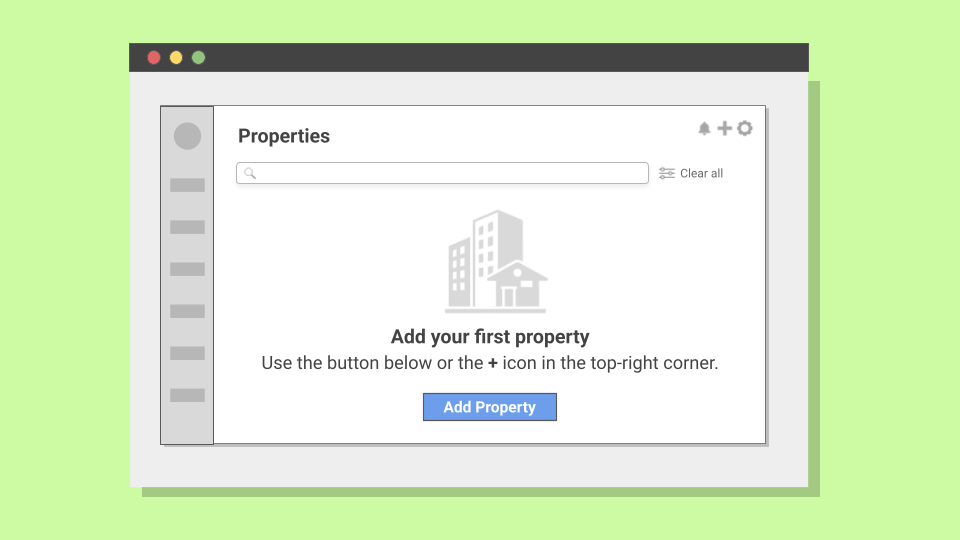 Properties
Clear all
Add your first property
Use the button below or the + icon in the top-right corner.
Add Property